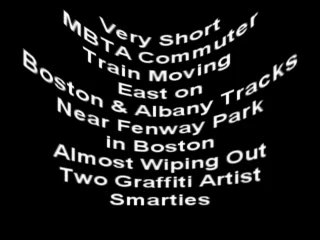 Very Short
MBTA Commuter
Train Moving
East on
Boston & Albany Tracks
Near Fenway Park
in Boston
Almost Wiping Out
Two Graffiti Artist
Smarties